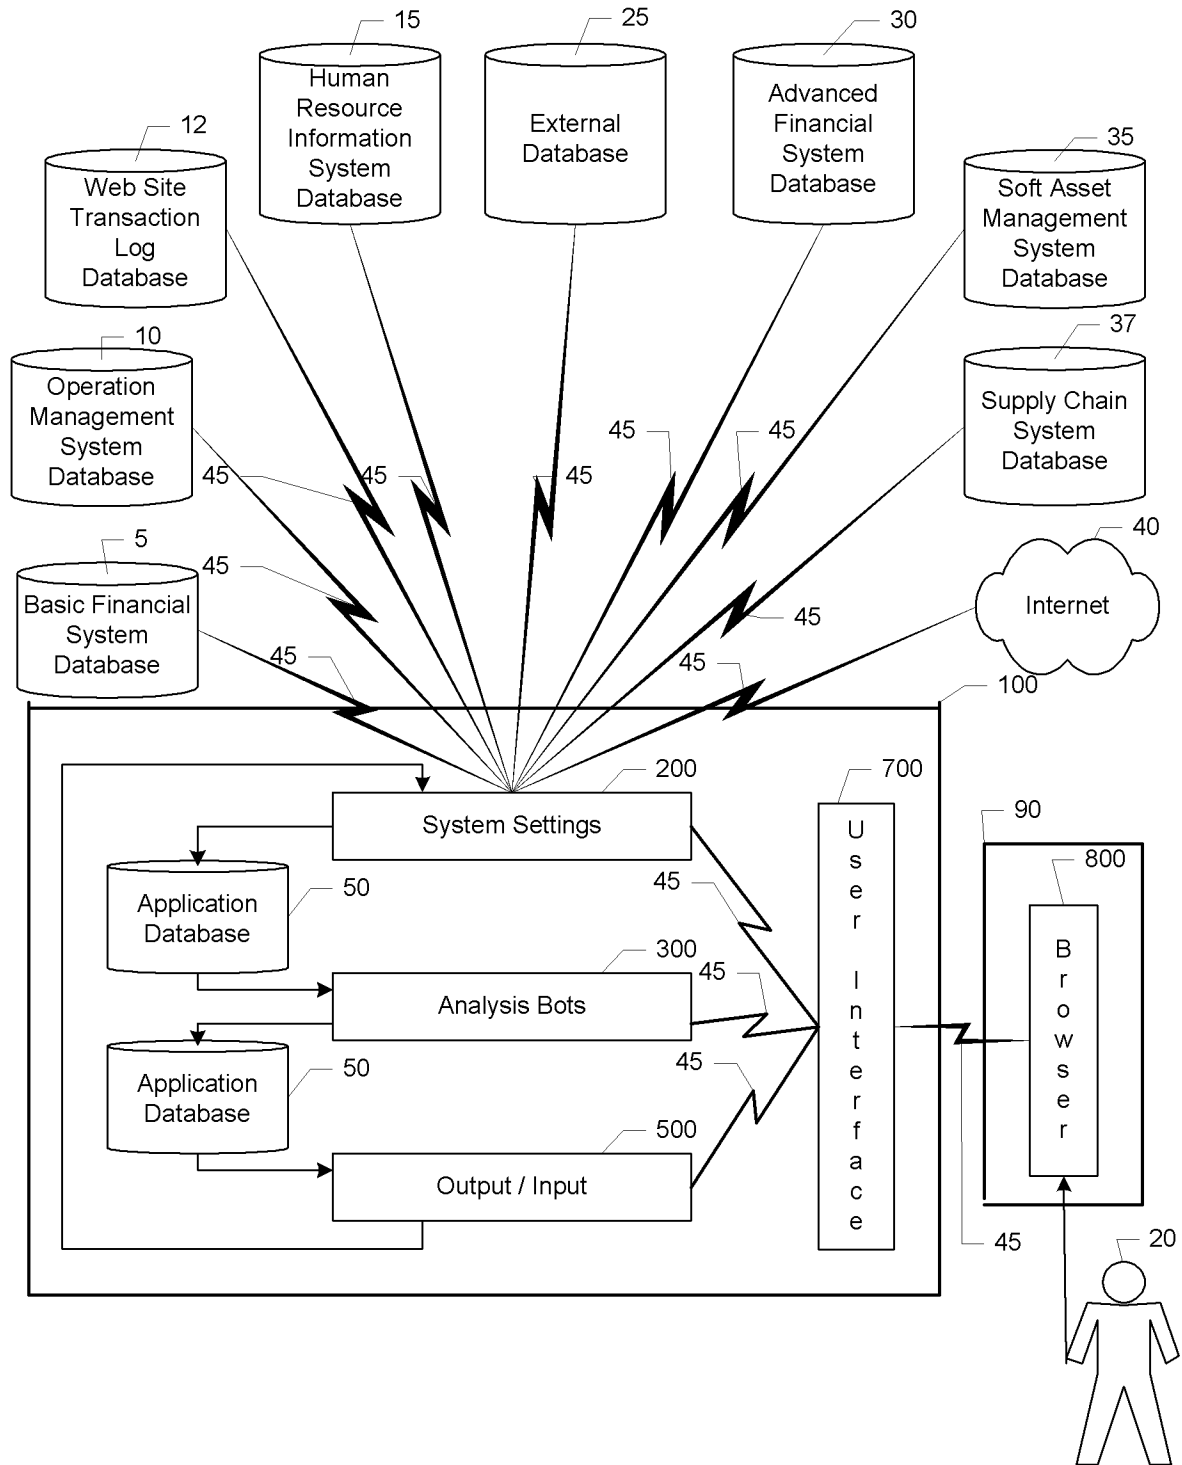 15
25
30
Human
Resource
Information
System
Database
External
Database
Advanced
Financial
System
Database
12
Web Site
Transaction
Log
Database
35
Soft Asset
Management
System
Database
10
Operation
Management
System
Database
37
Supply Chain
System
Database
45
45
45
45
45
5
Basic Financial
System
Database
45
45
45
45
40
Internet
100
200
System Settings
700
User Interface
90
800
Browser
50
Application
Database
45
300
Analysis Bots
45
50
Application
Database
45
500
Output / Input
45
20